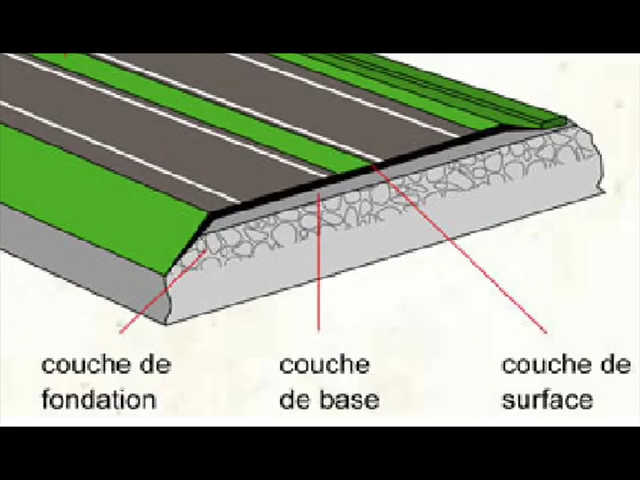 couche de
fondation
couche
de base
couche de
surface